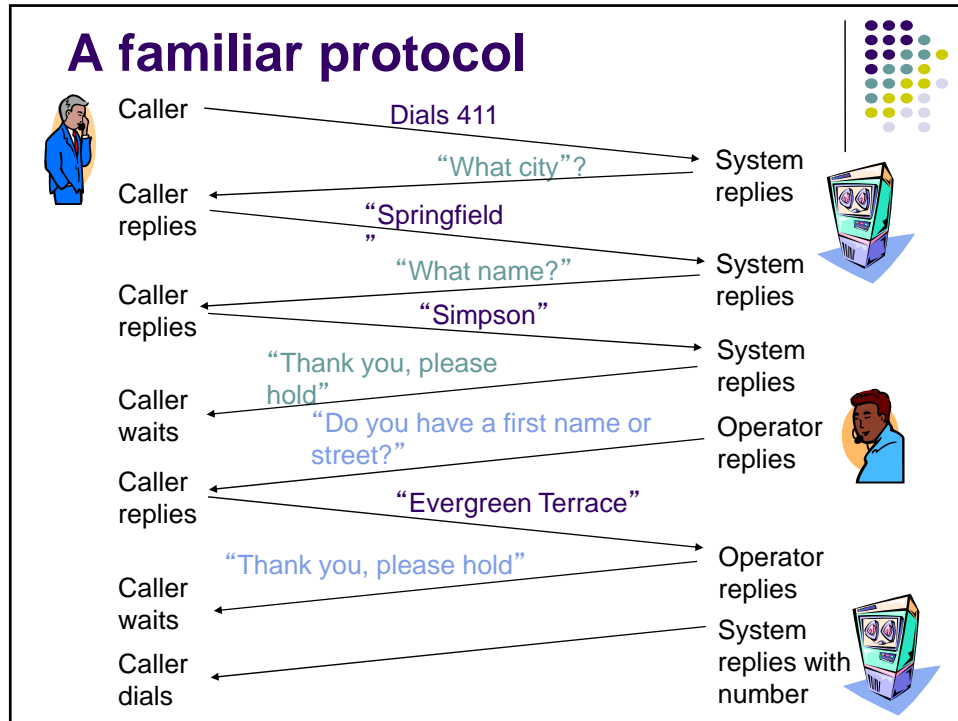 A familiar protocol
Caller
Dials 411
“What city”?
System
replies
Caller
replies
“Springfield
”
“What name?”
System
replies
Caller
replies
“Simpson”
System
replies
“Thank you, please
hold”
Caller
waits
“Do you have a first name or
street?”
Operator
replies
Caller
replies
“Evergreen Terrace”
“Thank you, please hold”
Operator
replies
Caller
waits
System
replies with
number
Caller
dials